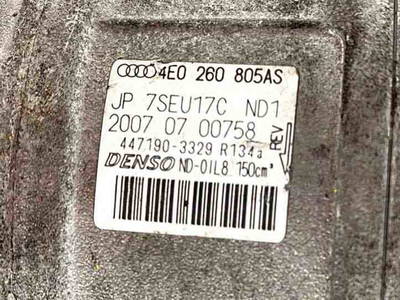 4E0 260 805AS
JP 7SEU17C ND1
2007 07 00758
447190-3329 R134a
REV
DENSO ND-OIL8 150cm³